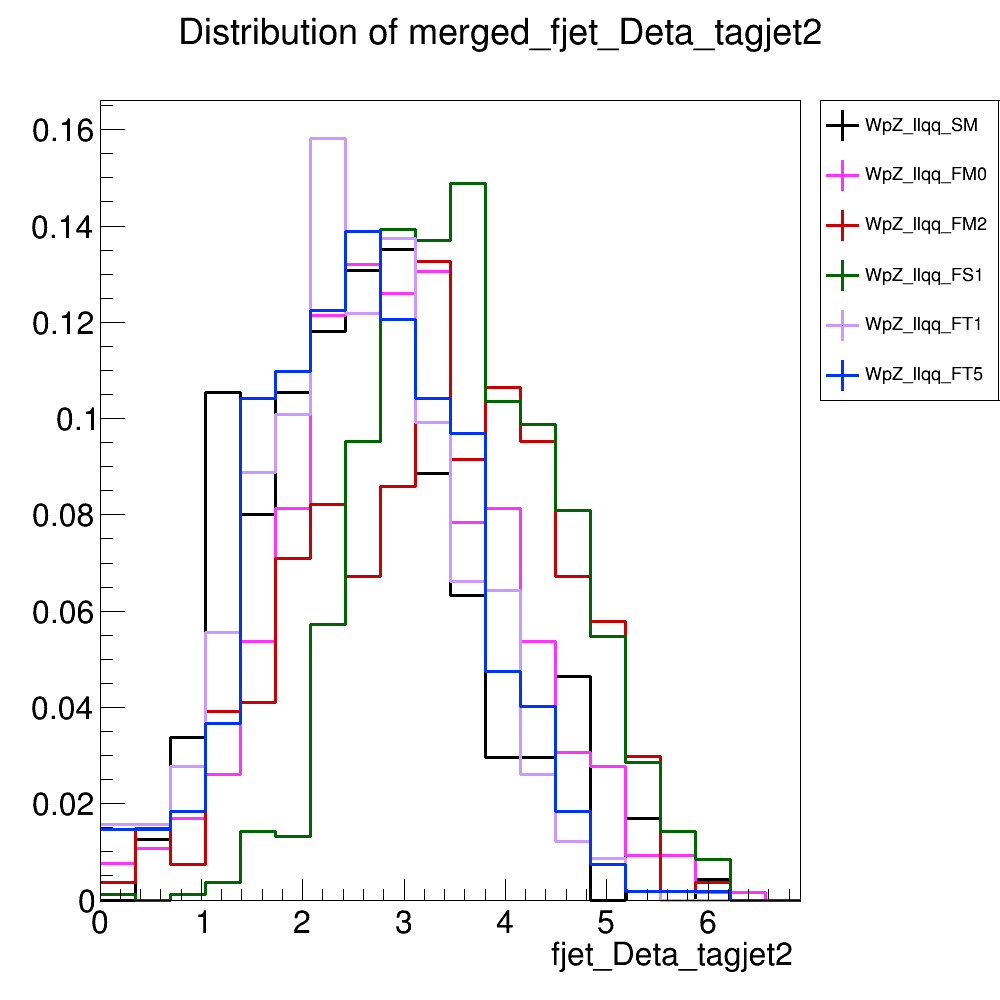 Distribution of merged_fjet_Deta_tagjet2
0.16
0.14
0.12
0.1
0.08
0.06
0.04
0.02
0
0 1 2 3 4 5 6
fjet_Deta_tagjet2
WpZ_llqq_SM
WpZ_llqq_FM0
WpZ_llqq_FM2
WpZ_llqq_FS1
WpZ_llqq_FT1
WpZ_llqq_FT5